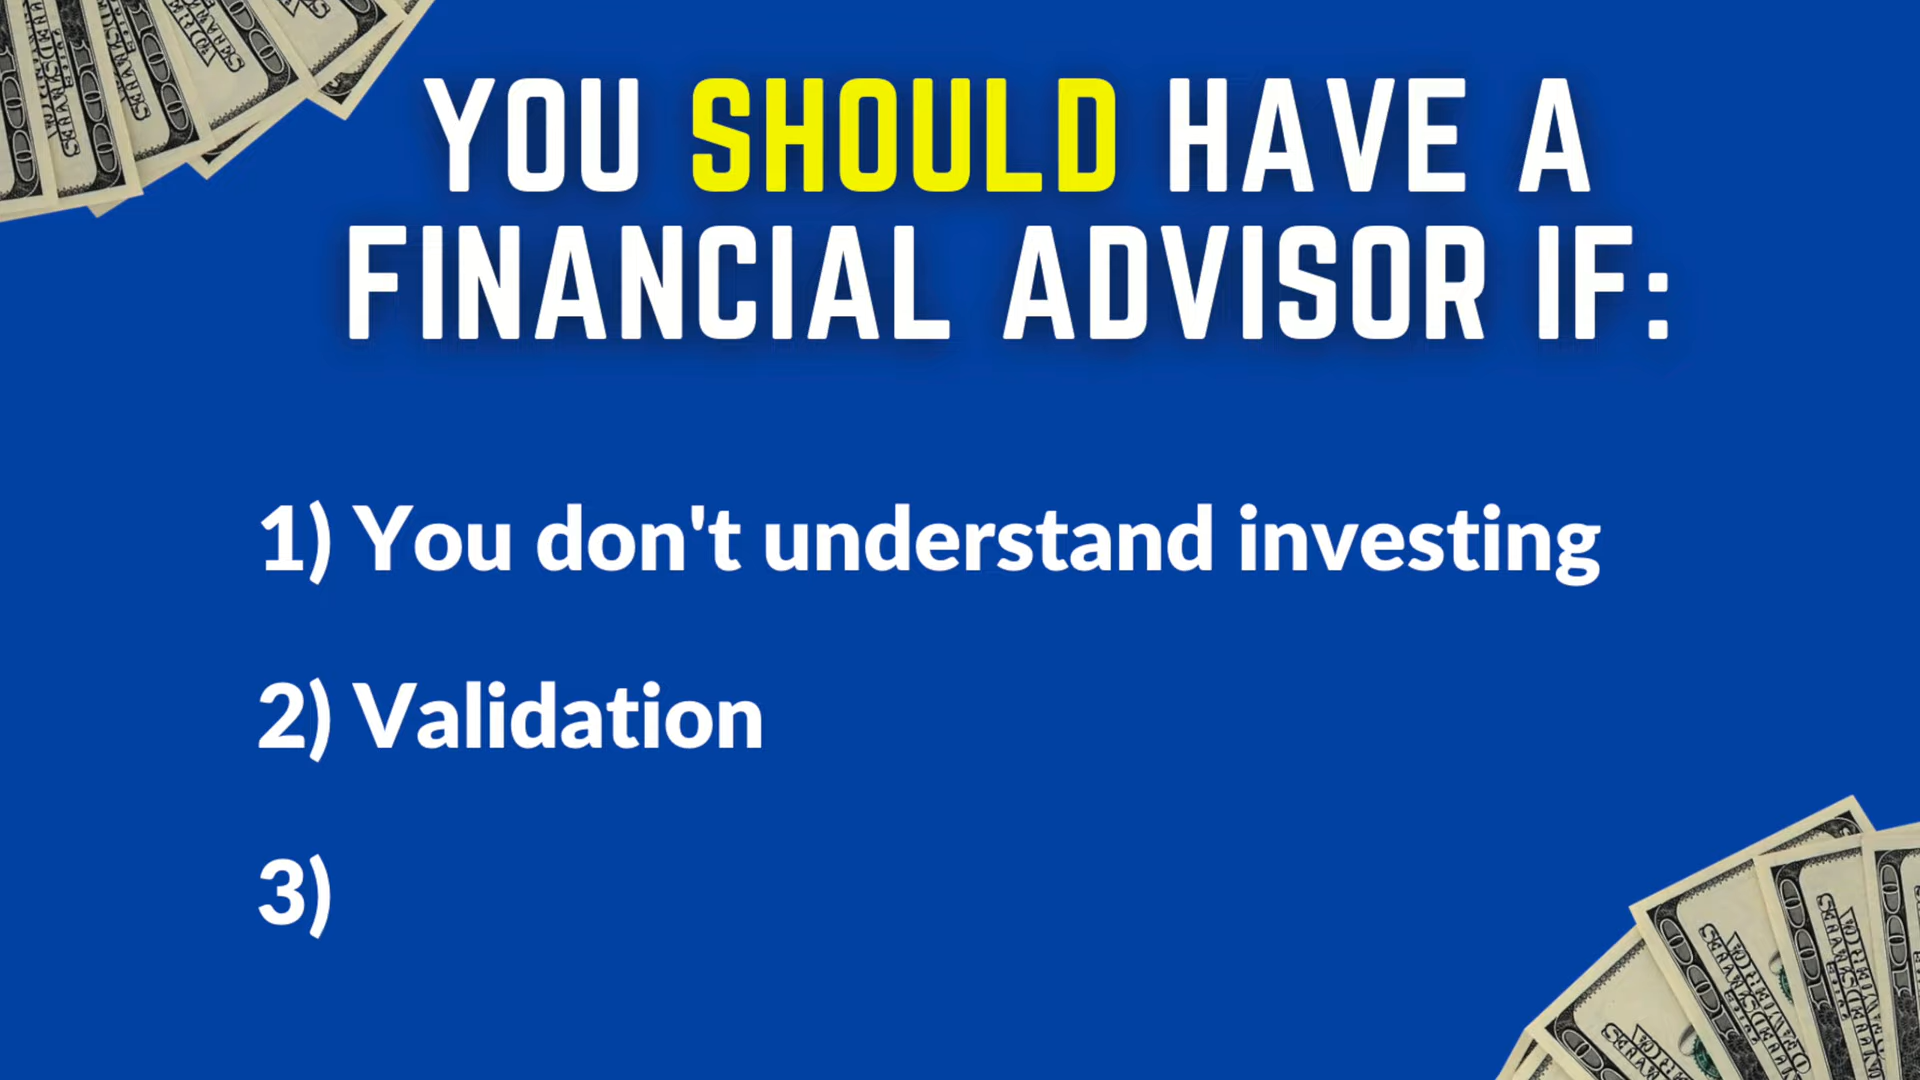 YOU SHOULD HAVE A
FINANCIAL ADVISOR IF:
1) You don't understand investing
2) Validation
3)